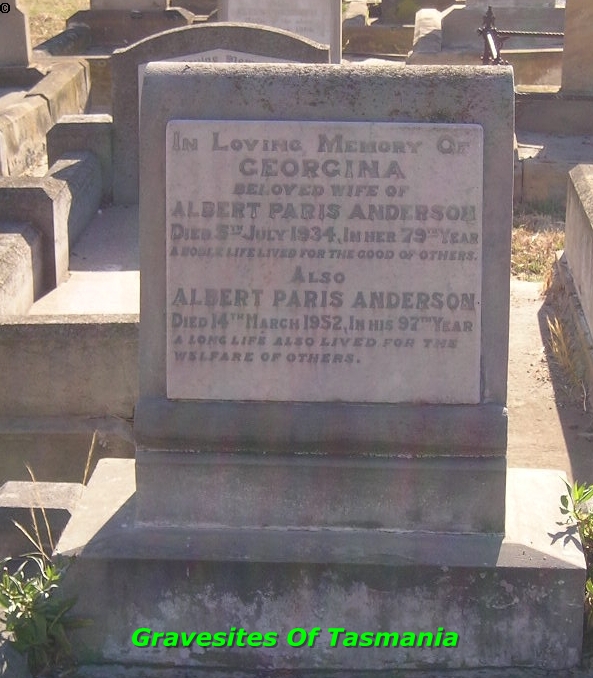 ©
In Loving Memory Of
GEORGINA
BELOVED WIFE OF
ALBERT PARIS ANDERSON
Died 5TH July 1934, In Her 79TH Year
A NOBLE LIFE LIVED FOR THE GOOD OF OTHERS.
Also
ALBERT PARIS ANDERSON
Died 14TH March 1952, In His 97TH Year
A LONG LIFE ALSO LIVED FOR THE
WELFARE OF OTHERS.
Gravesites Of Tasmania